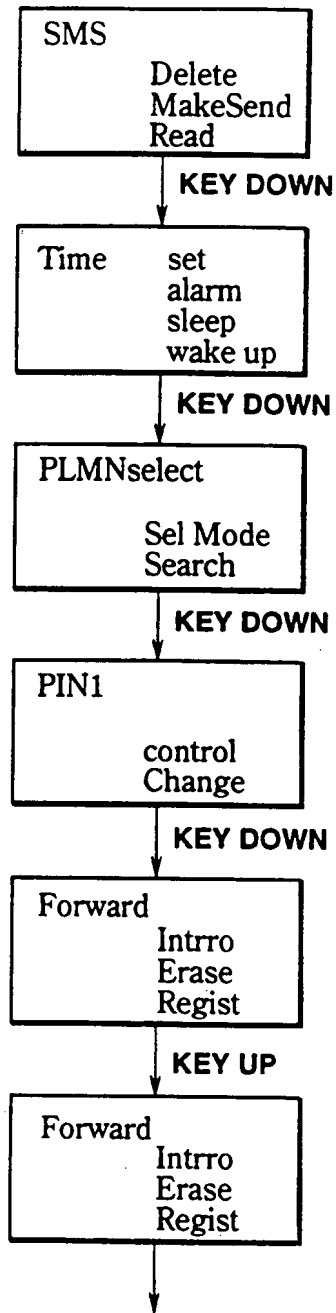 SMS
Delete
MakeSend
Read
KEY DOWN
Time set
alarm
sleep
wake up
KEY DOWN
PLMNselect
Sel Mode
Search
KEY DOWN
PIN1
control
Change
KEY DOWN
Forward
Intrro
Erase
Regist
KEY UP
Forward
Intrro
Erase
Regist